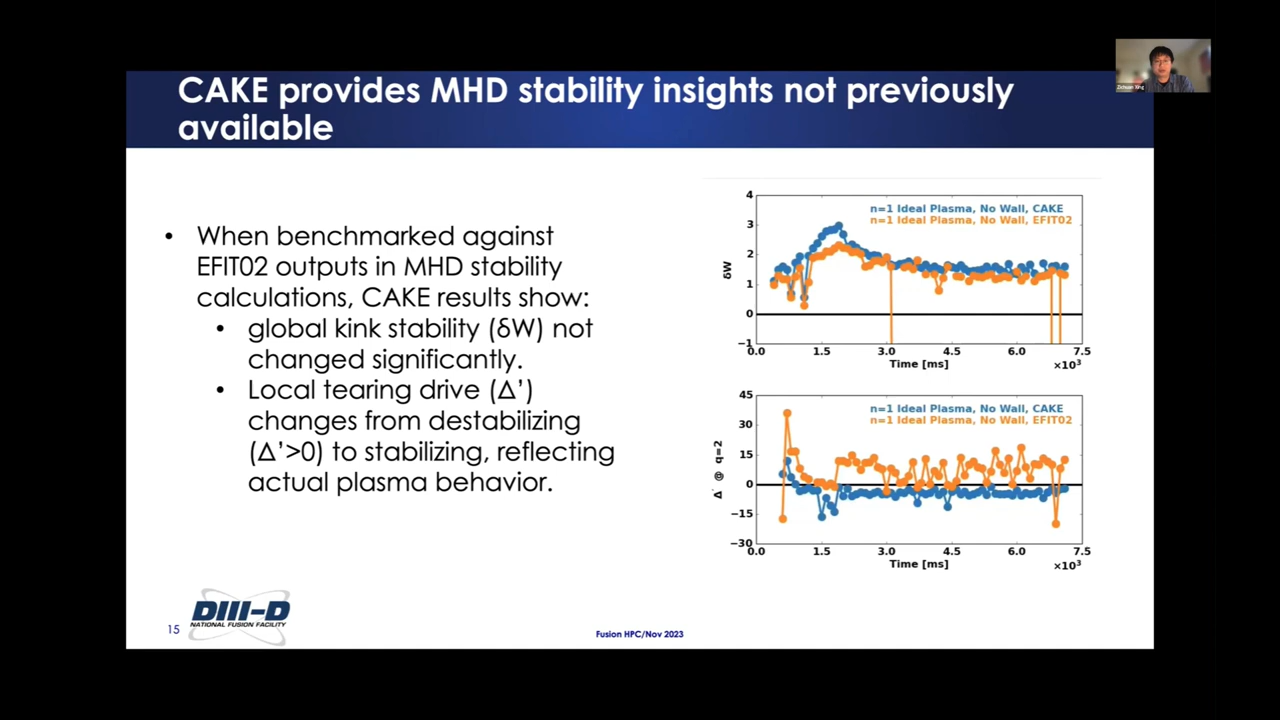 CAKE provides MHD stability insights not previously
available
Zichuan Xing
• When benchmarked against
EFIT02 outputs in MHD stability
calculations, CAKE results show:
• global kink stability (δW) not
changed significantly.
• Local tearing drive (Δ’)
changes from destabilizing
(Δ’>0) to stabilizing, reflecting
actual plasma behavior.
n=1 Ideal Plasma, No Wall, CAKE
n=1 Ideal Plasma, No Wall, EFIT02
δW
4
3
2
1
0
−1
0.0 1.5 3.0 4.5 6.0 7.5
Time [ms]
×10³
n=1 Ideal Plasma, No Wall, CAKE
n=1 Ideal Plasma, No Wall, EFIT02
Δ' @ q=2
45
30
15
0
−15
−30
0.0 1.5 3.0 4.5 6.0 7.5
Time [ms]
×10³
15
DIII-D
NATIONAL FUSION FACILITY
Fusion HPC/Nov 2023